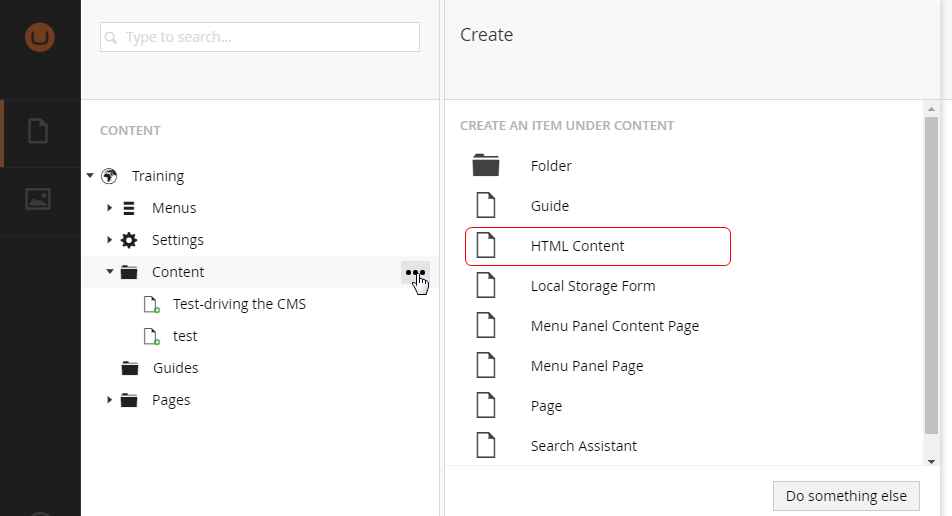 Type to search...
CONTENT
Training
Menus
Settings
Content
Test-driving the CMS
test
Guides
Pages
Create
CREATE AN ITEM UNDER CONTENT
Folder
Guide
HTML Content
Local Storage Form
Menu Panel Content Page
Menu Panel Page
Page
Search Assistant
Do something else